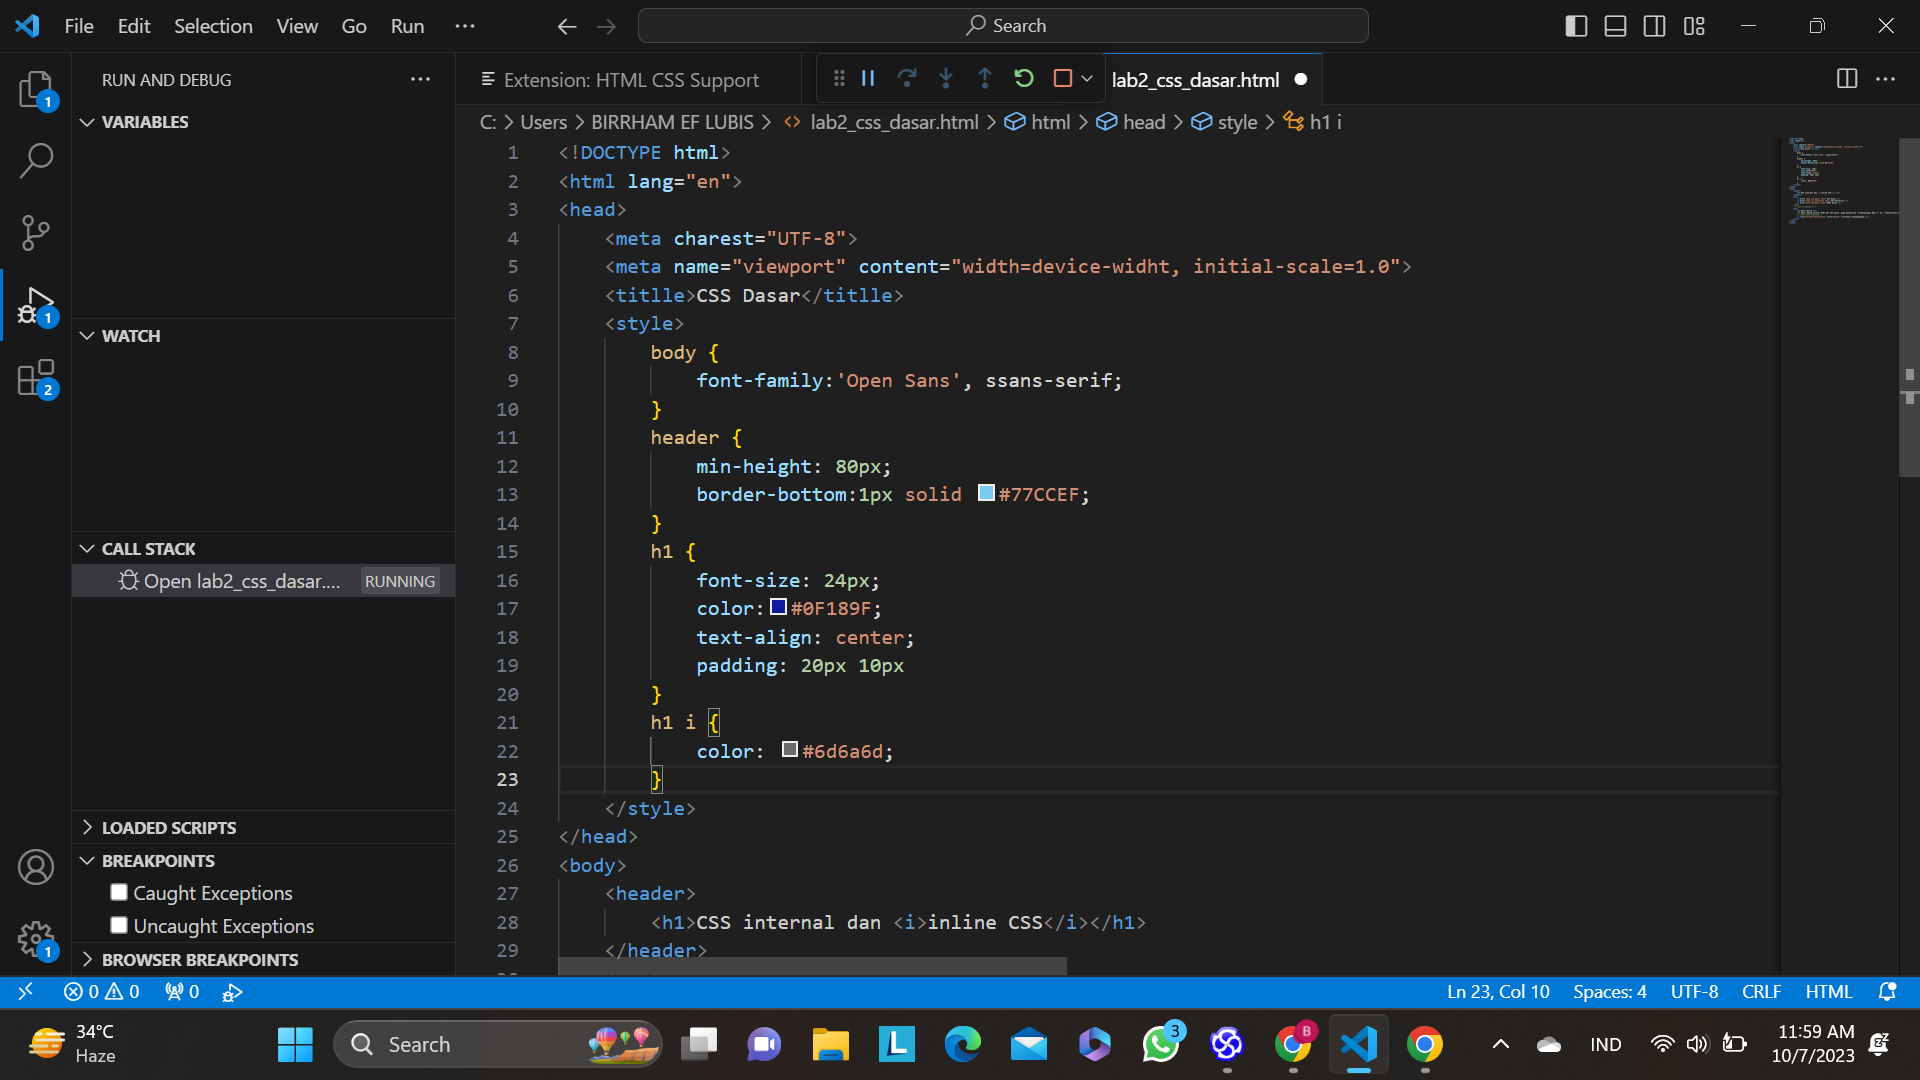 File Edit Selection View Go Run ···
Search
RUN AND DEBUG ···
Extension: HTML CSS Support
lab2_css_dasar.html
C: > Users > BIRRHAM EF LUBIS > lab2_css_dasar.html > html > head > style > h1 i
1
VARIABLES
1 <!DOCTYPE html>
2 <html lang="en">
3 <head>
4     <meta charest="UTF-8">
5     <meta name="viewport" content="width=device-widht, initial-scale=1.0">
6     <titlle>CSS Dasar</titlle>
7     <style>
8         body {
9             font-family:'Open Sans', ssans-serif;
10         }
11         header {
12             min-height: 80px;
13             border-bottom:1px solid #77CCEF;
14         }
15         h1 {
16             font-size: 24px;
17             color:#0F189F;
18             text-align: center;
19             padding: 20px 10px
20         }
21         h1 i {
22             color: #6d6a6d;
23         }
24     </style>
25 </head>
26 <body>
27     <header>
28         <h1>CSS internal dan <i>inline CSS</i></h1>
29     </header>
1
WATCH
2
CALL STACK
Open lab2_css_dasar.... RUNNING
LOADED SCRIPTS
BREAKPOINTS
Caught Exceptions
Uncaught Exceptions
1
BROWSER BREAKPOINTS
0 0 0
Ln 23, Col 10 Spaces: 4 UTF-8 CRLF HTML
34°C
Haze
Search
L
3
B
IND
11:59 AM
10/7/2023